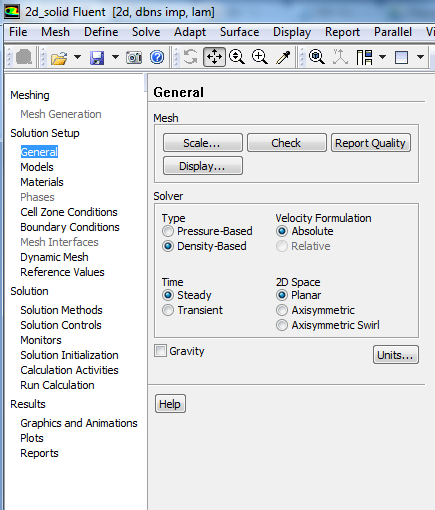 2d_solid Fluent [2d, dbns imp, lam]
File Mesh Define Solve Adapt Surface Display Report Parallel
Meshing
Mesh Generation
Solution Setup
General
Models
Materials
Phases
Cell Zone Conditions
Boundary Conditions
Mesh Interfaces
Dynamic Mesh
Reference Values
Solution
Solution Methods
Solution Controls
Monitors
Solution Initialization
Calculation Activities
Run Calculation
Results
Graphics and Animations
Plots
Reports
General
Mesh
Scale... Check Report Quality
Display...
Solver
Type Velocity Formulation
Pressure-Based Absolute
Density-Based Relative
Time 2D Space
Steady Planar
Transient Axisymmetric
Axisymmetric Swirl
Gravity Units...
Help